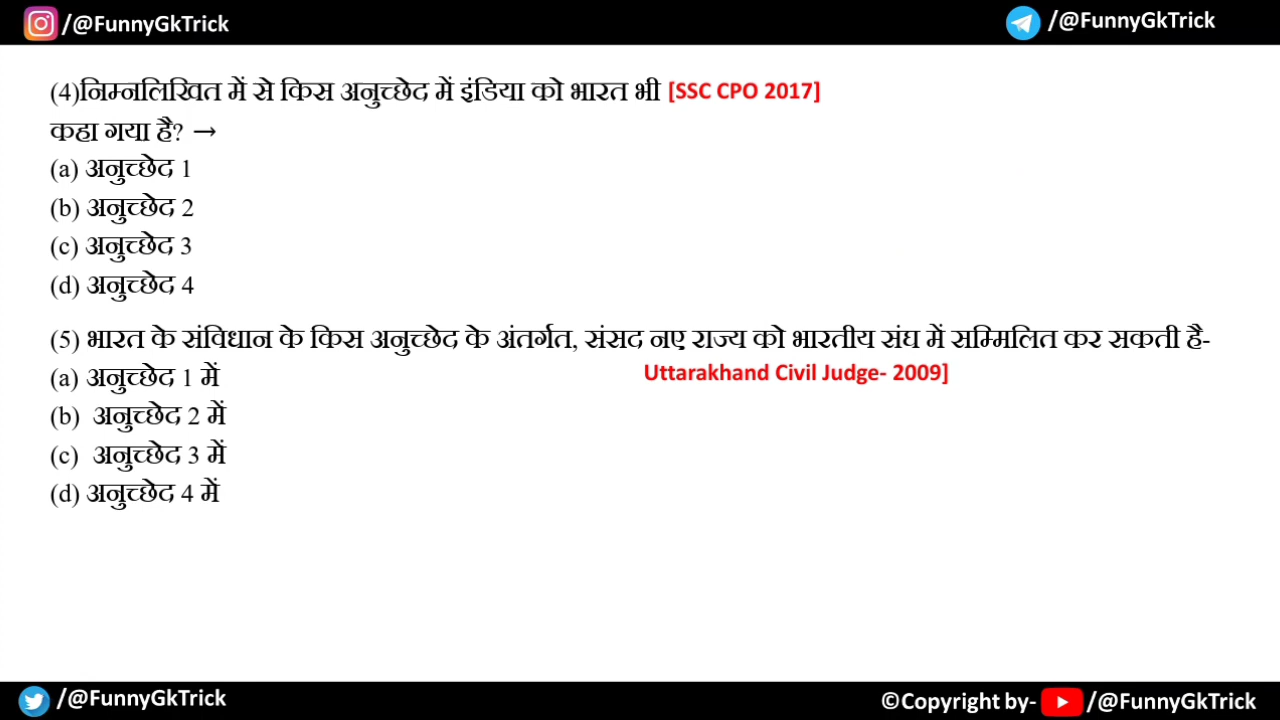 /@FunnyGkTrick
/@FunnyGkTrick
(4)निम्नलिखित में से किस अनुच्छेद में इंडिया को भारत भी [SSC CPO 2017]
कहा गया है? →
(a) अनुच्छेद 1
(b) अनुच्छेद 2
(c) अनुच्छेद 3
(d) अनुच्छेद 4
(5) भारत के संविधान के किस अनुच्छेद के अंतर्गत, संसद नए राज्य को भारतीय संघ में सम्मिलित कर सकती है-
Uttarakhand Civil Judge- 2009]
(a) अनुच्छेद 1 में
(b) अनुच्छेद 2 में
(c) अनुच्छेद 3 में
(d) अनुच्छेद 4 में
/@FunnyGkTrick
©Copyright by- /@FunnyGkTrick